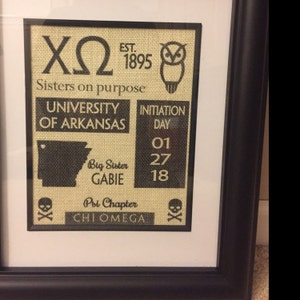 ΧΩ
EST.
1895
Sisters on purpose
UNIVERSITY
OF ARKANSAS
INITIATION
DAY
01
27
18
Big Sister
GABIE
Psi Chapter
CHI OMEGA